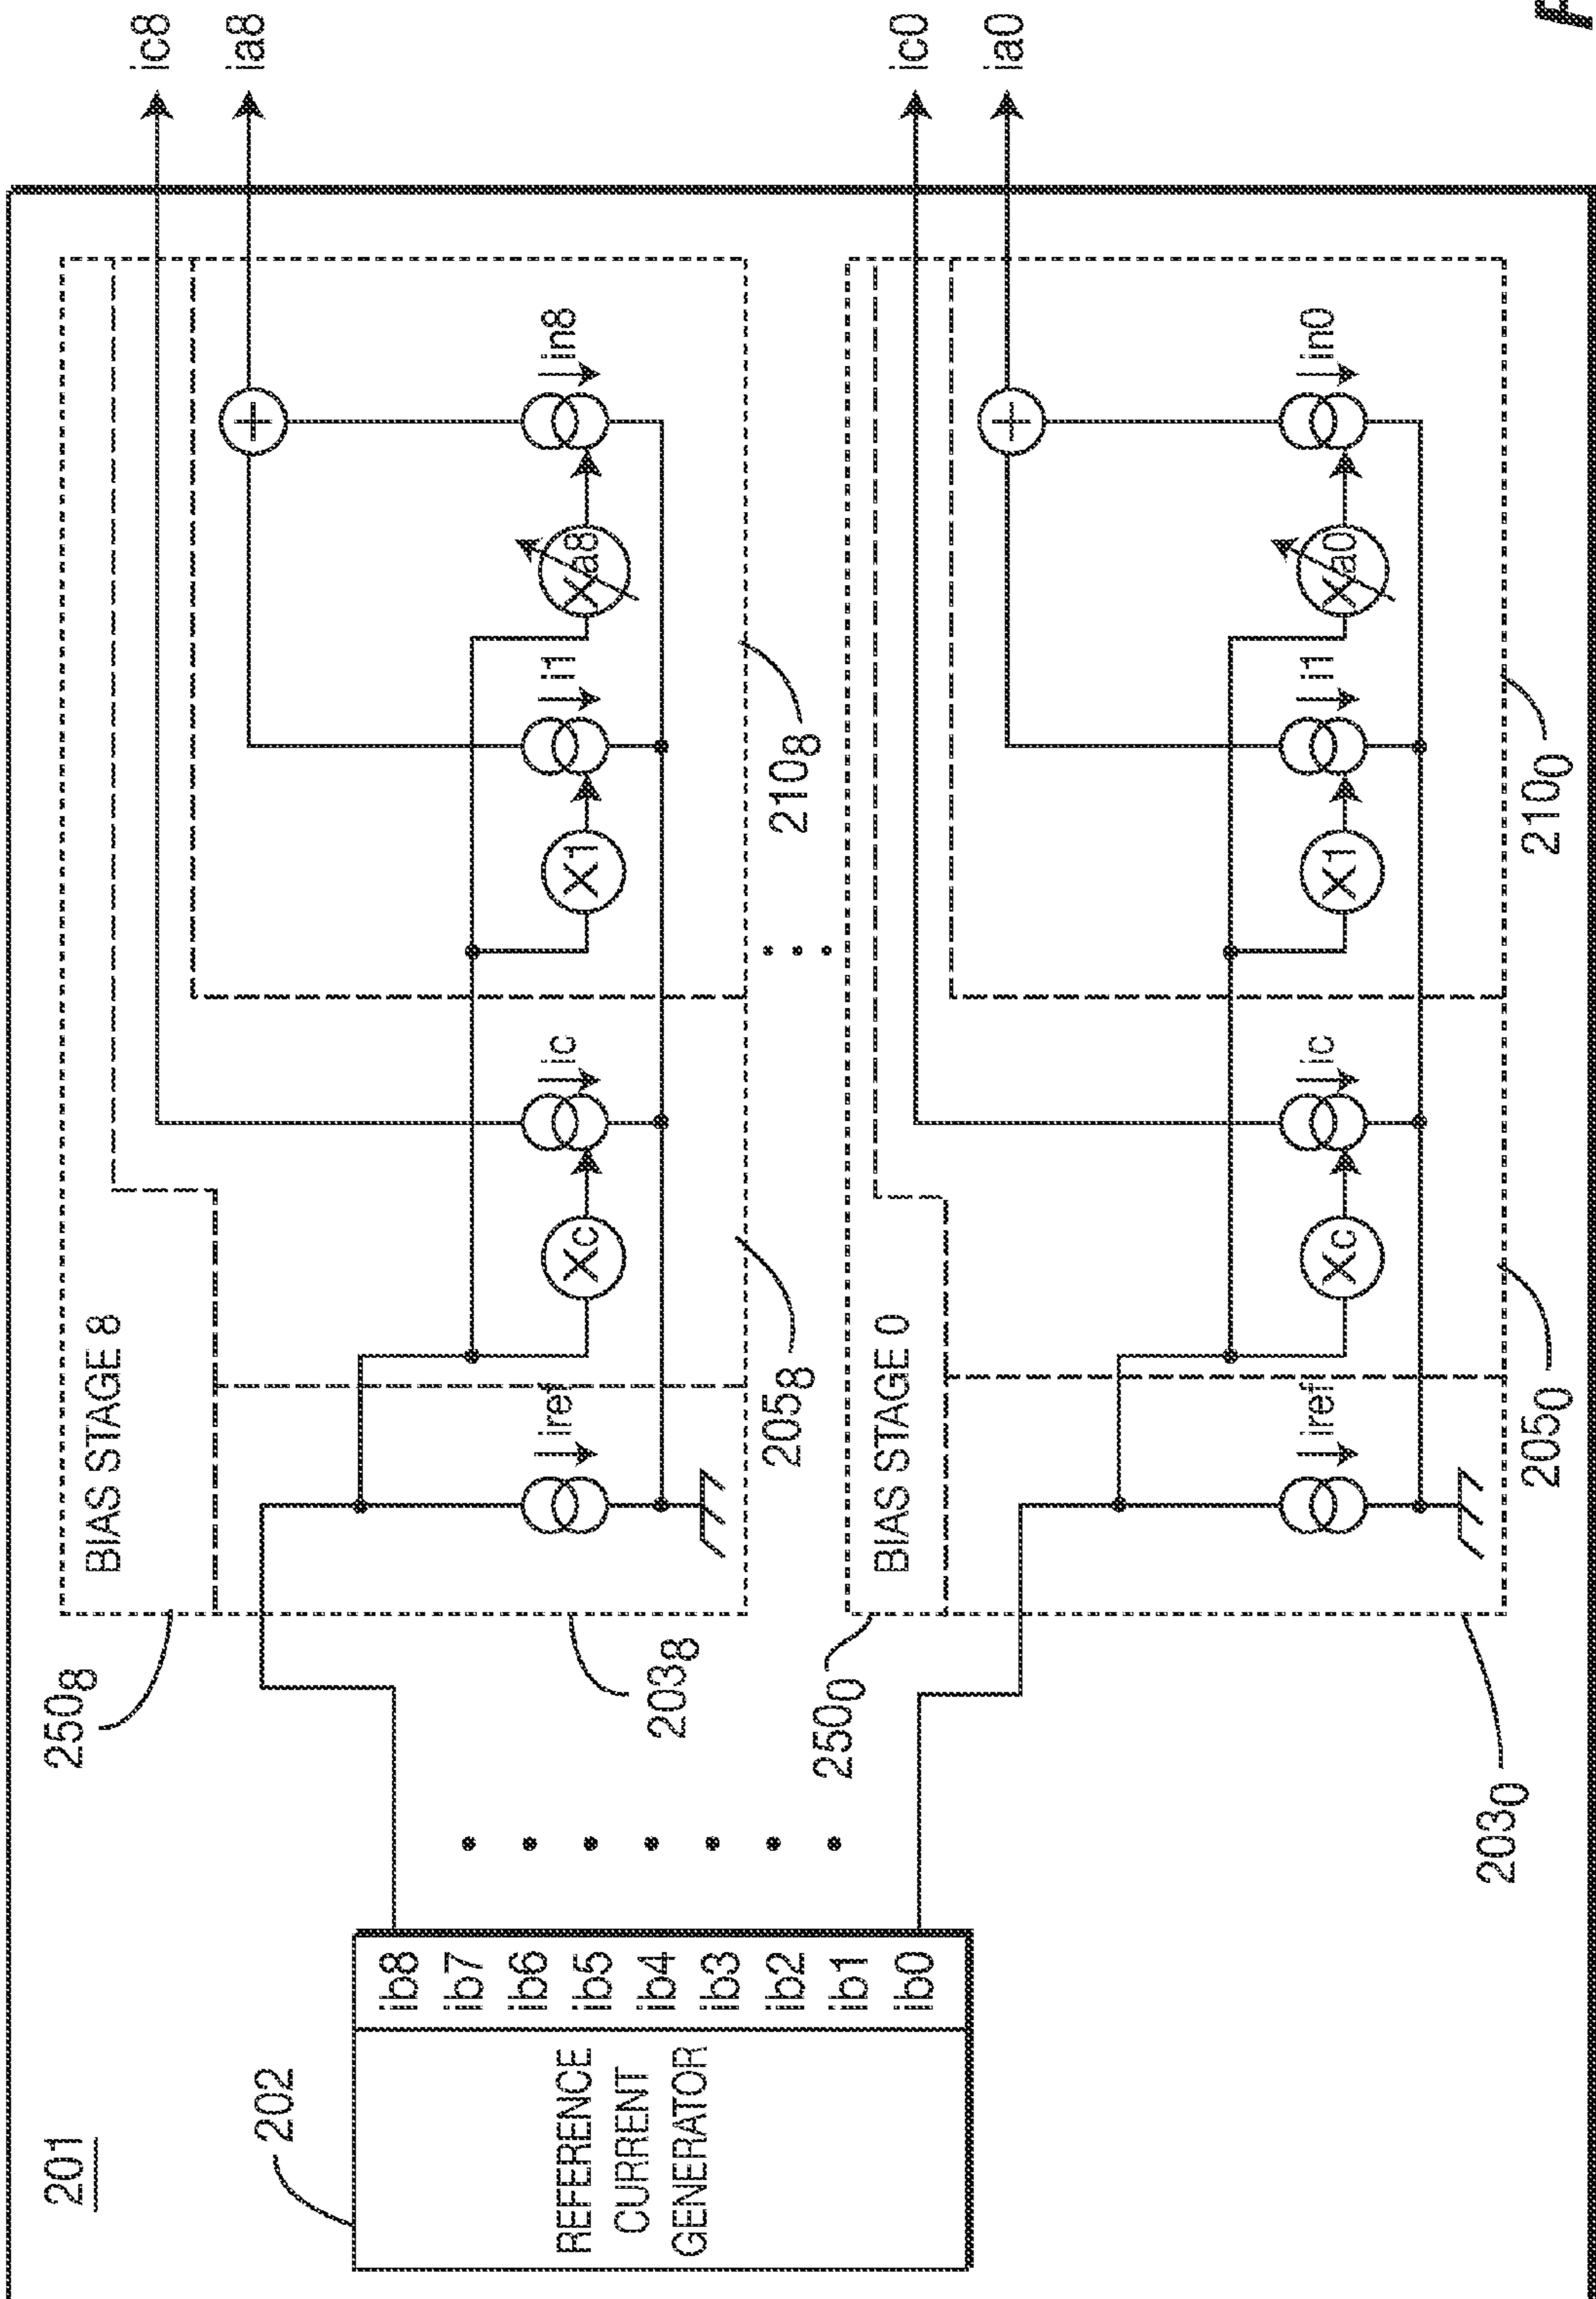 201
202
REFERENCE
CURRENT
GENERATOR
ib8
ib7
ib6
ib5
ib4
ib3
ib2
ib1
ib0
250₈
BIAS STAGE 8
203₈
iref
Xc
ic
205₈
X1
i1
Xa8
in8
210₈
ic8
ia8
250₀
BIAS STAGE 0
203₀
iref
Xc
ic
205₀
X1
i1
Xa0
in0
210₀
ic0
ia0